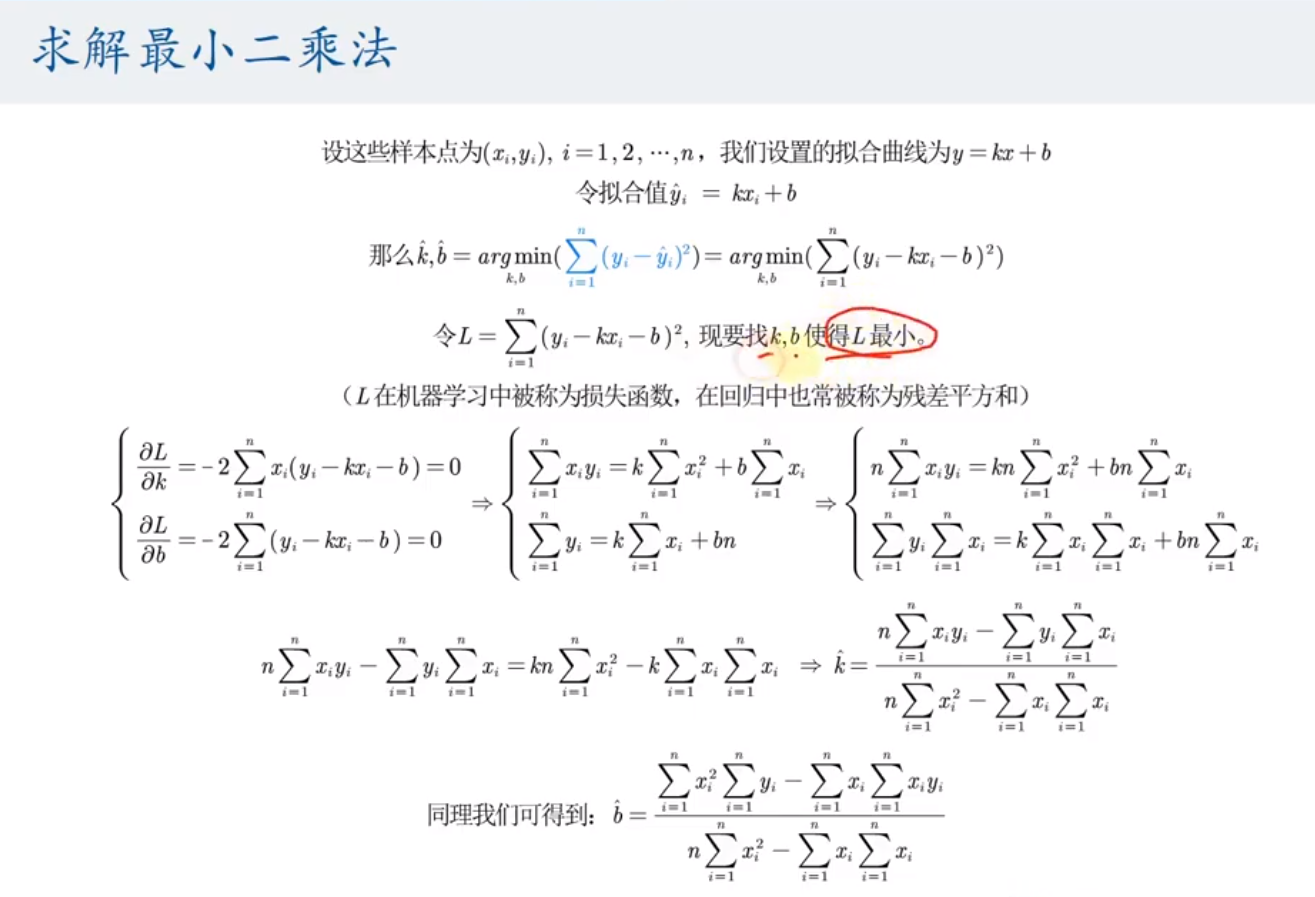 求解最小二乘法
设这些样本点为(xᵢ,yᵢ), i=1,2,⋯,n，我们设置的拟合曲线为y=kx+b
令拟合值ŷᵢ = kxᵢ+b
那么k̂,b̂ = arg min_{k,b}(∑_{i=1}^{n}(yᵢ−ŷᵢ)²)= arg min_{k,b}(∑_{i=1}^{n}(yᵢ−kxᵢ−b)²)
令L=∑_{i=1}^{n}(yᵢ−kxᵢ−b)², 现要找k,b使得L最小。
（L在机器学习中被称为损失函数，在回归中也常被称为残差平方和）
{ ∂L/∂k =-2∑_{i=1}^{n}xᵢ(yᵢ−kxᵢ−b)=0 ⇒ { ∑_{i=1}^{n}xᵢyᵢ=k∑_{i=1}^{n}xᵢ²+b∑_{i=1}^{n}xᵢ ⇒ { n∑_{i=1}^{n}xᵢyᵢ=kn∑_{i=1}^{n}xᵢ²+bn∑_{i=1}^{n}xᵢ
∂L/∂b =-2∑_{i=1}^{n}(yᵢ−kxᵢ−b)=0 ∑_{i=1}^{n}yᵢ=k∑_{i=1}^{n}xᵢ+bn ∑_{i=1}^{n}yᵢ∑_{i=1}^{n}xᵢ=k∑_{i=1}^{n}xᵢ∑_{i=1}^{n}xᵢ+bn∑_{i=1}^{n}xᵢ
n∑_{i=1}^{n}xᵢyᵢ−∑_{i=1}^{n}yᵢ∑_{i=1}^{n}xᵢ=kn∑_{i=1}^{n}xᵢ²−k∑_{i=1}^{n}xᵢ∑_{i=1}^{n}xᵢ ⇒ k̂=(n∑_{i=1}^{n}xᵢyᵢ−∑_{i=1}^{n}yᵢ∑_{i=1}^{n}xᵢ)/(n∑_{i=1}^{n}xᵢ²−∑_{i=1}^{n}xᵢ∑_{i=1}^{n}xᵢ)
同理我们可得到：b̂=(∑_{i=1}^{n}xᵢ²∑_{i=1}^{n}yᵢ−∑_{i=1}^{n}xᵢ∑_{i=1}^{n}xᵢyᵢ)/(n∑_{i=1}^{n}xᵢ²−∑_{i=1}^{n}xᵢ∑_{i=1}^{n}xᵢ)